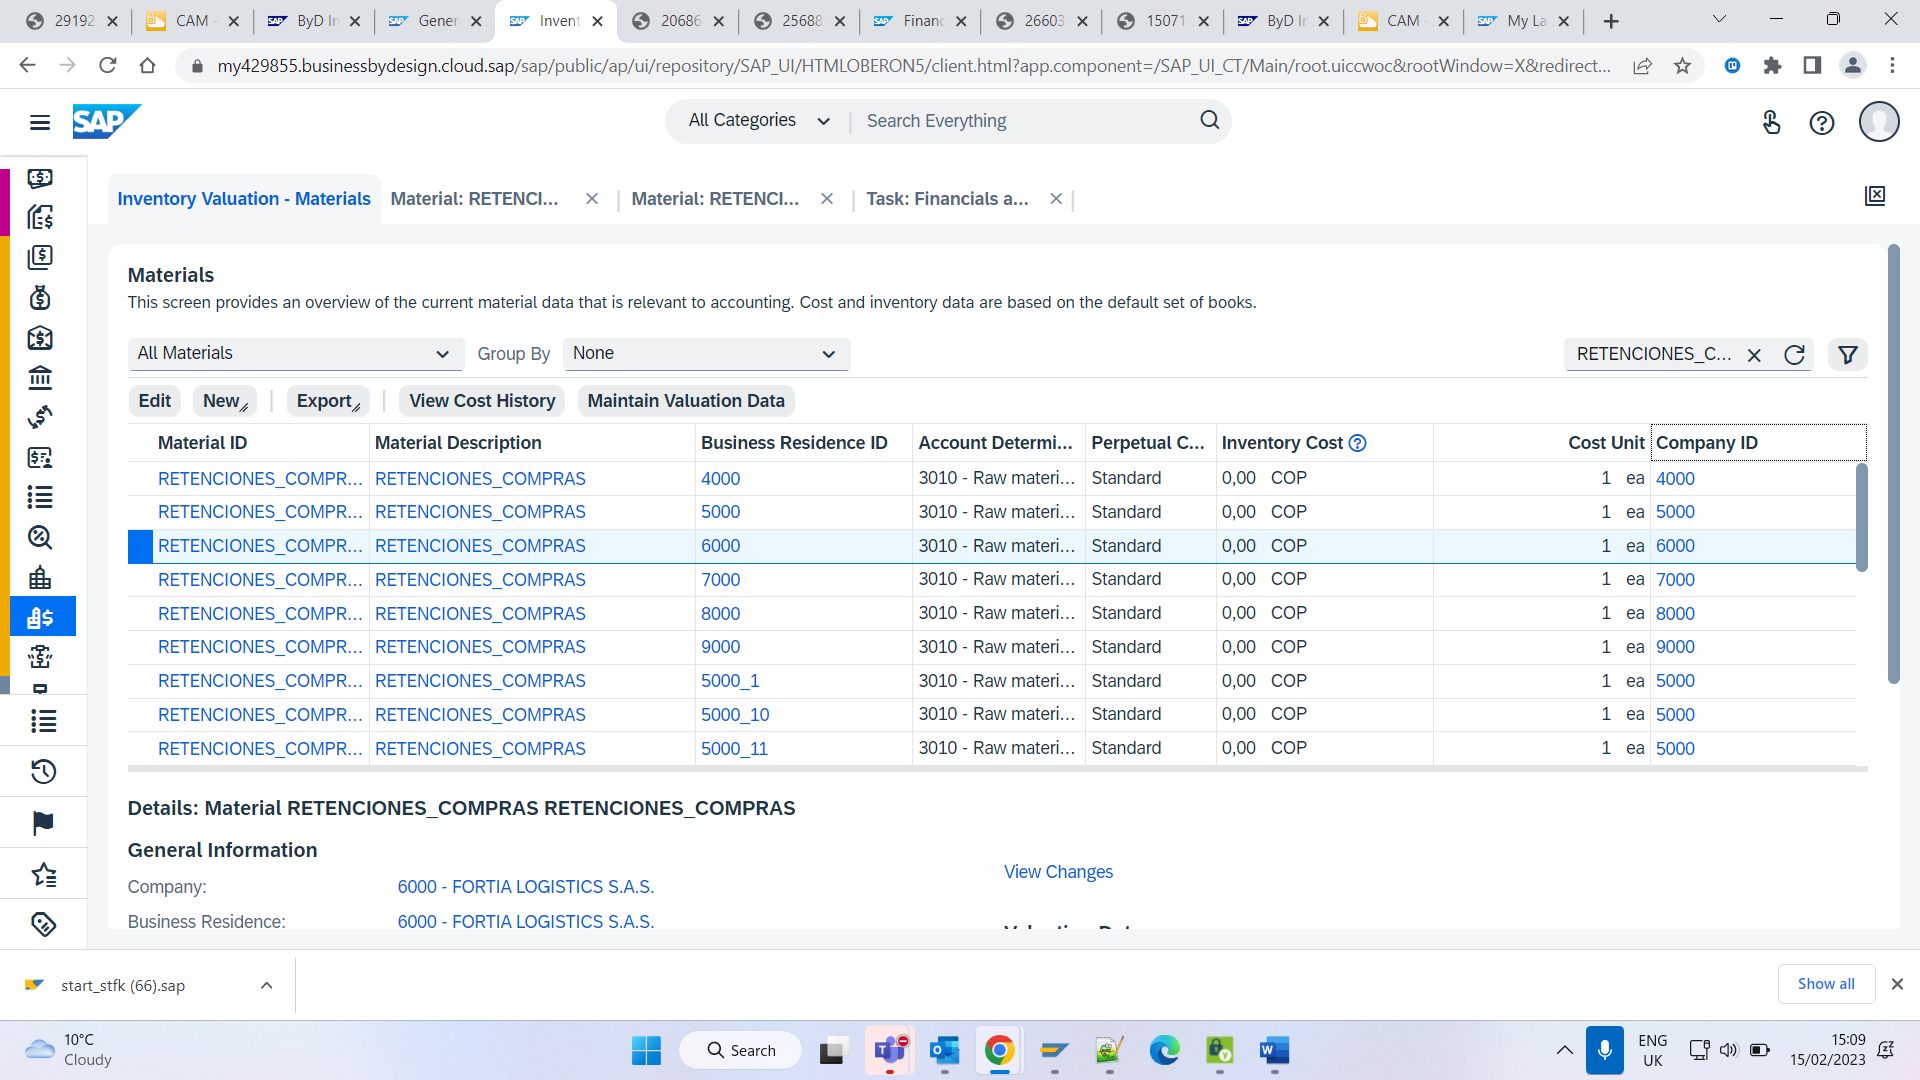 29192
CAM -
ByD In
Gener
Invent
20686
25688
Financ
26603
15071
ByD In
CAM -
My La
my429855.businessbydesign.cloud.sap/sap/public/ap/ui/repository/SAP_UI/HTMLOBERON5/client.html?app.component=/SAP_UI_CT/Main/root.uiccwoc&rootWindow=X&redirect...
SAP
All Categories
Search Everything
Inventory Valuation - Materials
Material: RETENCI...
Material: RETENCI...
Task: Financials a...
Materials
This screen provides an overview of the current material data that is relevant to accounting. Cost and inventory data are based on the default set of books.
All Materials
Group By
None
RETENCIONES_C...
Edit
New
Export
View Cost History
Maintain Valuation Data
Material ID Material Description Business Residence ID Account Determi... Perpetual C... Inventory Cost Cost Unit Company ID
RETENCIONES_COMPR... RETENCIONES_COMPRAS 4000 3010 - Raw materi... Standard 0,00 COP 1 ea 4000
RETENCIONES_COMPR... RETENCIONES_COMPRAS 5000 3010 - Raw materi... Standard 0,00 COP 1 ea 5000
RETENCIONES_COMPR... RETENCIONES_COMPRAS 6000 3010 - Raw materi... Standard 0,00 COP 1 ea 6000
RETENCIONES_COMPR... RETENCIONES_COMPRAS 7000 3010 - Raw materi... Standard 0,00 COP 1 ea 7000
RETENCIONES_COMPR... RETENCIONES_COMPRAS 8000 3010 - Raw materi... Standard 0,00 COP 1 ea 8000
RETENCIONES_COMPR... RETENCIONES_COMPRAS 9000 3010 - Raw materi... Standard 0,00 COP 1 ea 9000
RETENCIONES_COMPR... RETENCIONES_COMPRAS 5000_1 3010 - Raw materi... Standard 0,00 COP 1 ea 5000
RETENCIONES_COMPR... RETENCIONES_COMPRAS 5000_10 3010 - Raw materi... Standard 0,00 COP 1 ea 5000
RETENCIONES_COMPR... RETENCIONES_COMPRAS 5000_11 3010 - Raw materi... Standard 0,00 COP 1 ea 5000
Details: Material RETENCIONES_COMPRAS RETENCIONES_COMPRAS
General Information
View Changes
Company: 6000 - FORTIA LOGISTICS S.A.S.
Business Residence: 6000 - FORTIA LOGISTICS S.A.S.
start_stfk (66).sap
Show all
10°C
Cloudy
Search
ENG
UK
15:09
15/02/2023